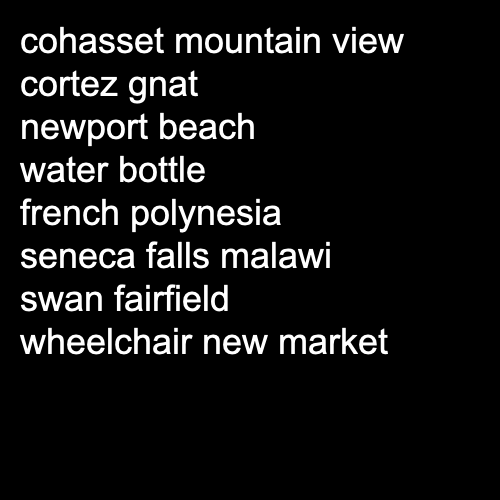 cohasset mountain view
cortez gnat
newport beach
water bottle
french polynesia
seneca falls malawi
swan fairfield
wheelchair new market